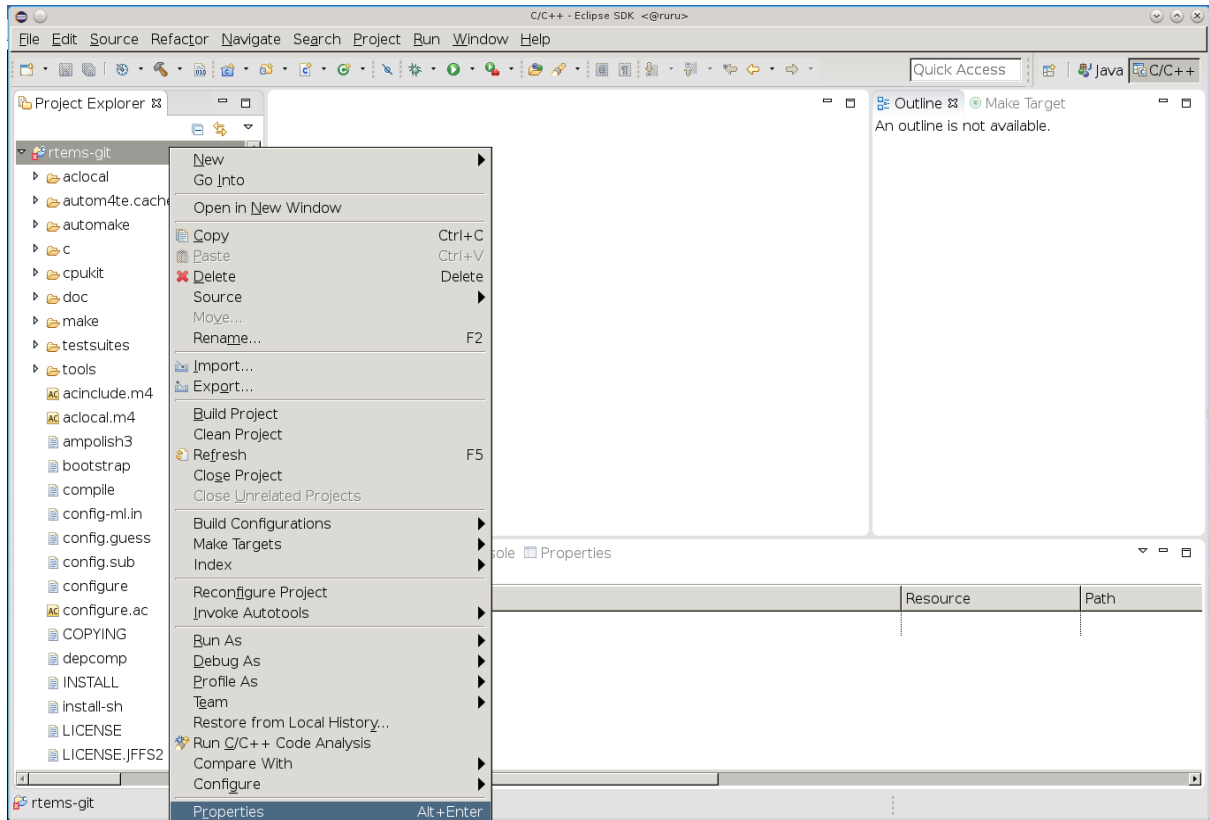 C/C++ - Eclipse SDK <@ruru>
File Edit Source Refactor Navigate Search Project Run Window Help
Quick Access Java C/C++
Project Explorer
Outline Make Target
An outline is not available.
rtems-git
aclocal
autom4te.cache
automake
c
cpukit
doc
make
testsuites
tools
acinclude.m4
aclocal.m4
ampolish3
bootstrap
compile
config-ml.in
config.guess
config.sub
configure
configure.ac
COPYING
depcomp
INSTALL
install-sh
LICENSE
LICENSE.JFFS2
New
Go Into
Open in New Window
Copy Ctrl+C
Paste Ctrl+V
Delete Delete
Source
Move...
Rename... F2
Import...
Export...
Build Project
Clean Project
Refresh F5
Close Project
Close Unrelated Projects
Build Configurations
Make Targets
Index
Reconfigure Project
Invoke Autotools
Run As
Debug As
Profile As
Team
Restore from Local History...
Run C/C++ Code Analysis
Compare With
Configure
Properties Alt+Enter
sole Properties
Resource Path
rtems-git